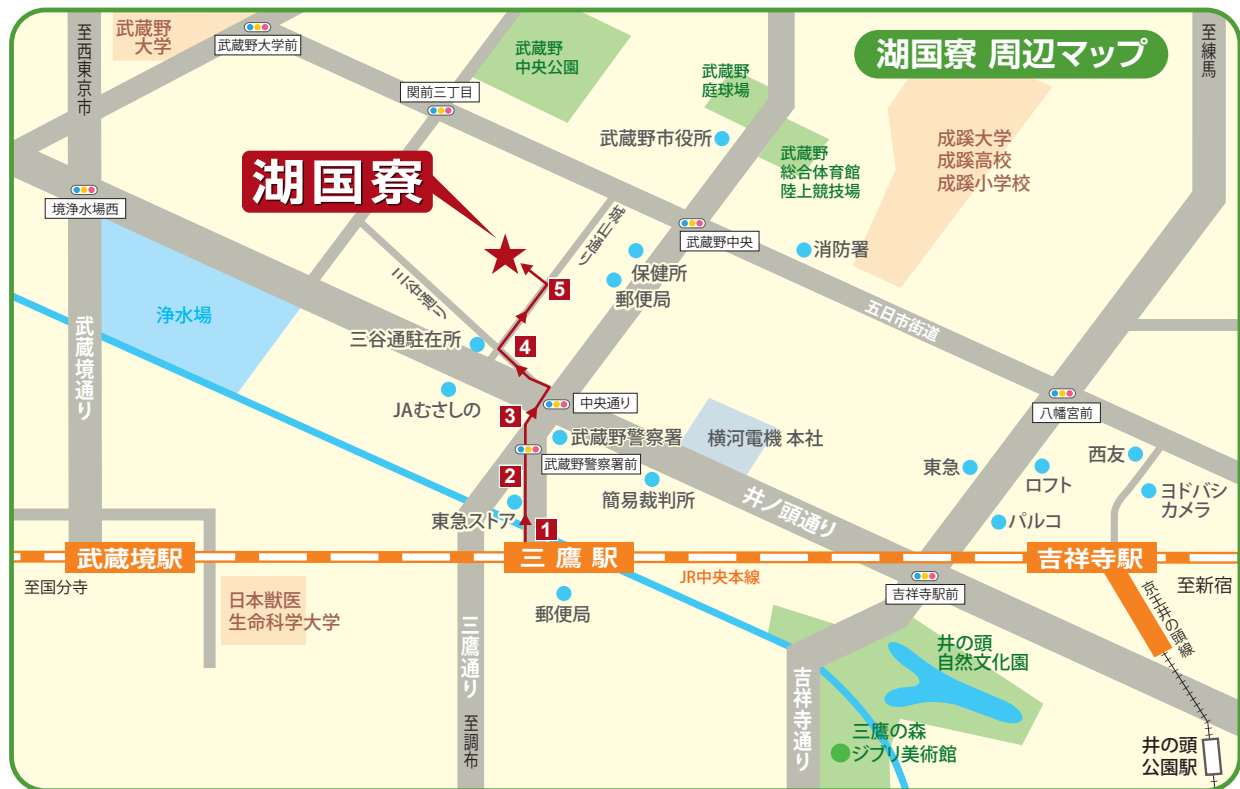 湖国寮 周辺マップ
至西東京市
武蔵野
大学
武蔵野大学前
武蔵野
中央公園
関前三丁目
武蔵野
庭球場
至練馬
武蔵野市役所
武蔵野
総合体育館
陸上競技場
成蹊大学
成蹊高校
成蹊小学校
湖国寮
境浄水場西
城山通り
武蔵野中央
消防署
保健所
郵便局
三谷通り
5
浄水場
五日市街道
武蔵境通り
三谷通駐在所
4
JAむさしの
3
中央通り
八幡宮前
武蔵野警察署
横河電機 本社
武蔵野警察署前
2
簡易裁判所
井ノ頭通り
東急
ロフト
西友
ヨドバシ
カメラ
パルコ
東急ストア
1
武蔵境駅
三鷹駅
吉祥寺駅
JR中央本線
至国分寺
吉祥寺駅前
至新宿
京王井の頭線
日本獣医
生命科学大学
郵便局
三鷹通り
至調布
吉祥寺通り
井の頭
自然文化園
三鷹の森
ジブリ美術館
井の頭
公園駅